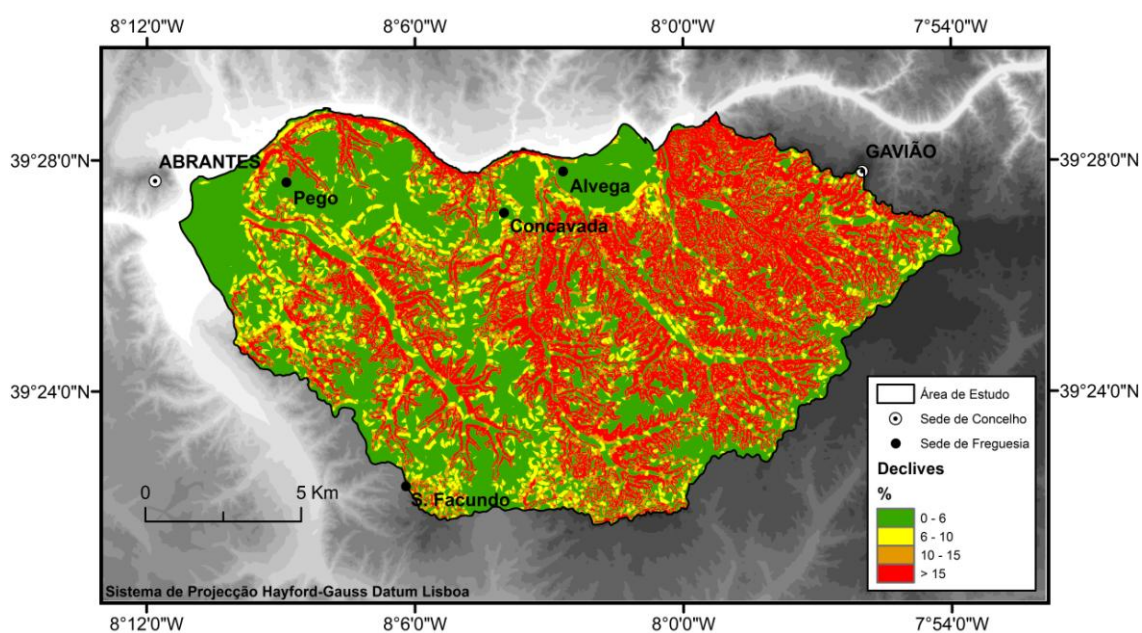 8°12'0"W 8°6'0"W 8°0'0"W 7°54'0"W
39°28'0"N 39°28'0"N
ABRANTES
GAVIÃO
Pego
Alvega
Concavada
39°24'0"N 39°24'0"N
S. Facundo
0 5 Km
Área de Estudo
Sede de Concelho
Sede de Freguesia
Declives
%
0 - 6
6 - 10
10 - 15
> 15
Sistema de Projecção Hayford-Gauss Datum Lisboa
8°12'0"W 8°6'0"W 8°0'0"W 7°54'0"W